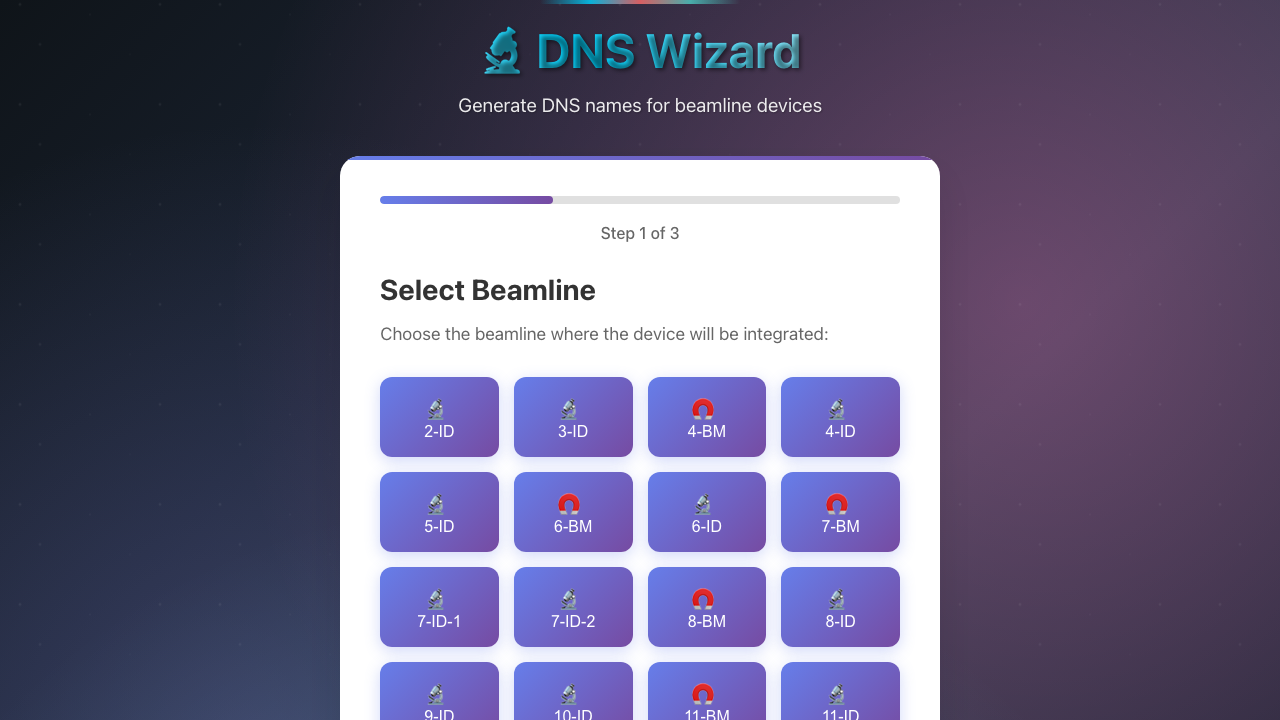 DNS Wizard
Generate DNS names for beamline devices
Step 1 of 3
Select Beamline
Choose the beamline where the device will be integrated:
2-ID
3-ID
4-BM
4-ID
5-ID
6-BM
6-ID
7-BM
7-ID-1
7-ID-2
8-BM
8-ID
9-ID
10-ID
11-BM
11-ID